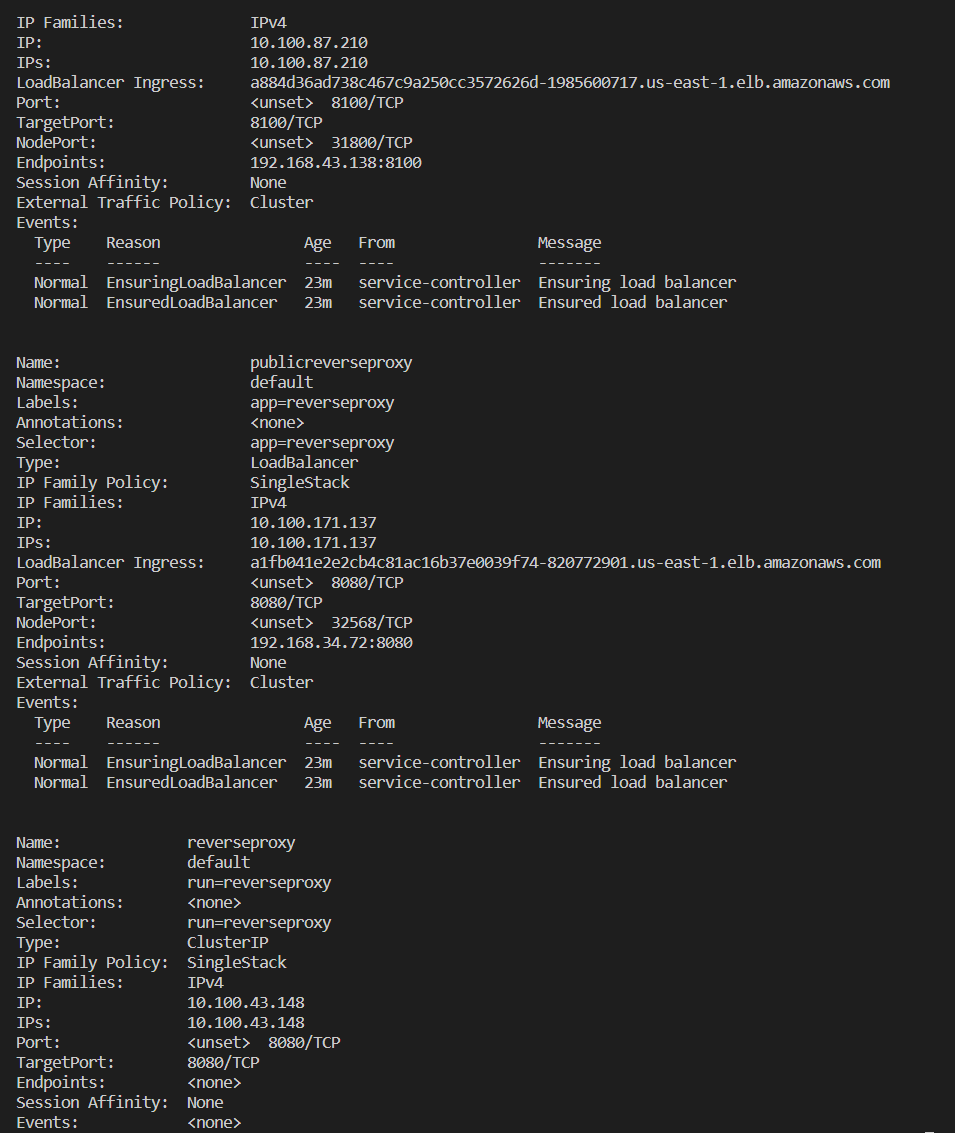 IP Families:              IPv4
IP:                       10.100.87.210
IPs:                      10.100.87.210
LoadBalancer Ingress:     a884d36ad738c467c9a250cc3572626d-1985600717.us-east-1.elb.amazonaws.com
Port:                     <unset>  8100/TCP
TargetPort:               8100/TCP
NodePort:                 <unset>  31800/TCP
Endpoints:                192.168.43.138:8100
Session Affinity:         None
External Traffic Policy:  Cluster
Events:
  Type    Reason                Age   From                Message
  ----    ------                ----  ----                -------
  Normal  EnsuringLoadBalancer  23m   service-controller  Ensuring load balancer
  Normal  EnsuredLoadBalancer   23m   service-controller  Ensured load balancer
Name:                     publicreverseproxy
Namespace:                default
Labels:                   app=reverseproxy
Annotations:              <none>
Selector:                 app=reverseproxy
Type:                     LoadBalancer
IP Family Policy:         SingleStack
IP Families:              IPv4
IP:                       10.100.171.137
IPs:                      10.100.171.137
LoadBalancer Ingress:     a1fb041e2e2cb4c81ac16b37e0039f74-820772901.us-east-1.elb.amazonaws.com
Port:                     <unset>  8080/TCP
TargetPort:               8080/TCP
NodePort:                 <unset>  32568/TCP
Endpoints:                192.168.34.72:8080
Session Affinity:         None
External Traffic Policy:  Cluster
Events:
  Type    Reason                Age   From                Message
  ----    ------                ----  ----                -------
  Normal  EnsuringLoadBalancer  23m   service-controller  Ensuring load balancer
  Normal  EnsuredLoadBalancer   23m   service-controller  Ensured load balancer
Name:              reverseproxy
Namespace:         default
Labels:            run=reverseproxy
Annotations:       <none>
Selector:          run=reverseproxy
Type:              ClusterIP
IP Family Policy:  SingleStack
IP Families:       IPv4
IP:                10.100.43.148
IPs:               10.100.43.148
Port:              <unset>  8080/TCP
TargetPort:        8080/TCP
Endpoints:         <none>
Session Affinity:  None
Events:            <none>